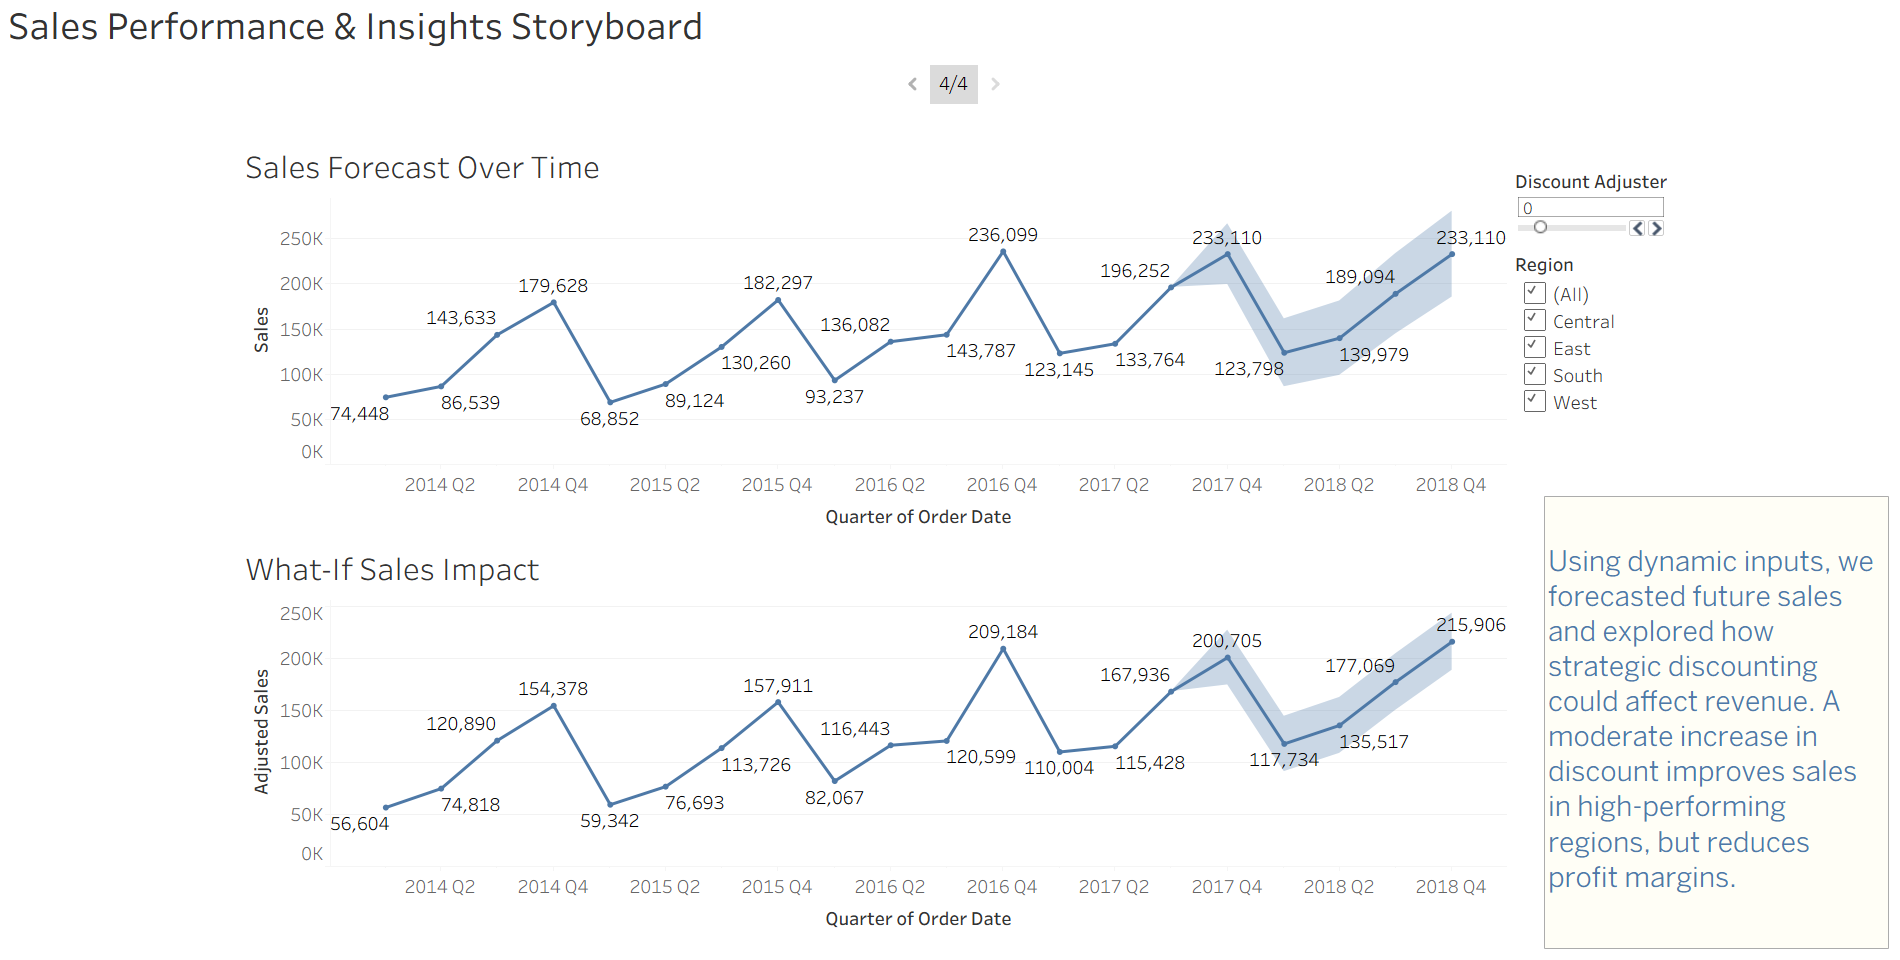 Sales Performance & Insights Storyboard
4/4
Sales Forecast Over Time
Sales
250K
200K
150K
100K
50K
0K
74,448
86,539
143,633
179,628
68,852
89,124
130,260
182,297
93,237
136,082
143,787
236,099
123,145
133,764
196,252
233,110
123,798
139,979
189,094
233,110
2014 Q2
2014 Q4
2015 Q2
2015 Q4
2016 Q2
2016 Q4
2017 Q2
2017 Q4
2018 Q2
2018 Q4
Quarter of Order Date
Discount Adjuster
0
Region
(All)
Central
East
South
West
What-If Sales Impact
Adjusted Sales
250K
200K
150K
100K
50K
0K
56,604
74,818
120,890
154,378
59,342
76,693
113,726
157,911
82,067
116,443
120,599
209,184
110,004
115,428
167,936
200,705
117,734
135,517
177,069
215,906
2014 Q2
2014 Q4
2015 Q2
2015 Q4
2016 Q2
2016 Q4
2017 Q2
2017 Q4
2018 Q2
2018 Q4
Quarter of Order Date
Using dynamic inputs, we
forecasted future sales
and explored how
strategic discounting
could affect revenue. A
moderate increase in
discount improves sales
in high-performing
regions, but reduces
profit margins.